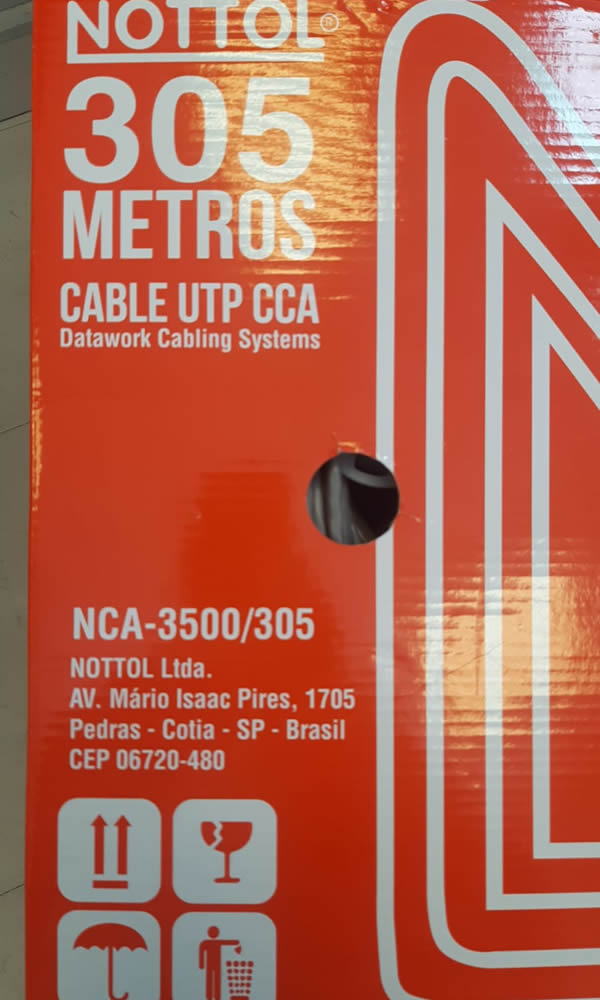 NOTTOL®
305
METROS
CABLE UTP CCA
Datawork Cabling Systems
NCA-3500/305
NOTTOL Ltda.
AV. Mário Isaac Pires, 1705
Pedras - Cotia - SP - Brasil
CEP 06720-480